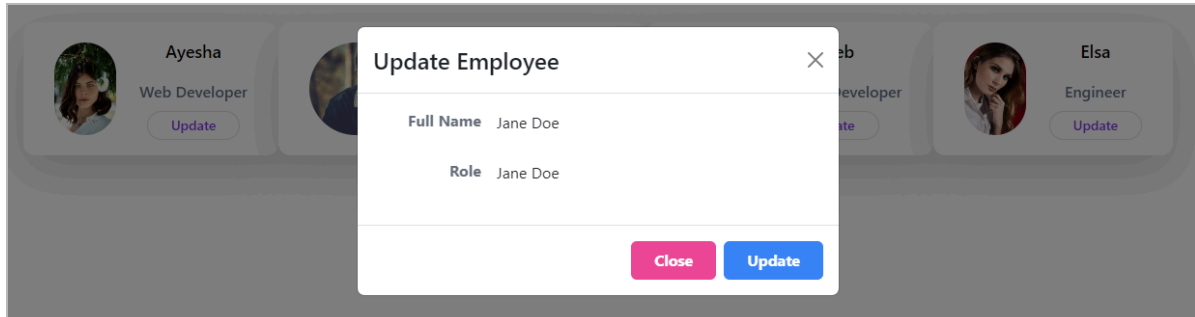 Ayesha
Web Developer
Update
Update Employee
Full Name Jane Doe
Role Jane Doe
Close Update
Elsa
Engineer
Update